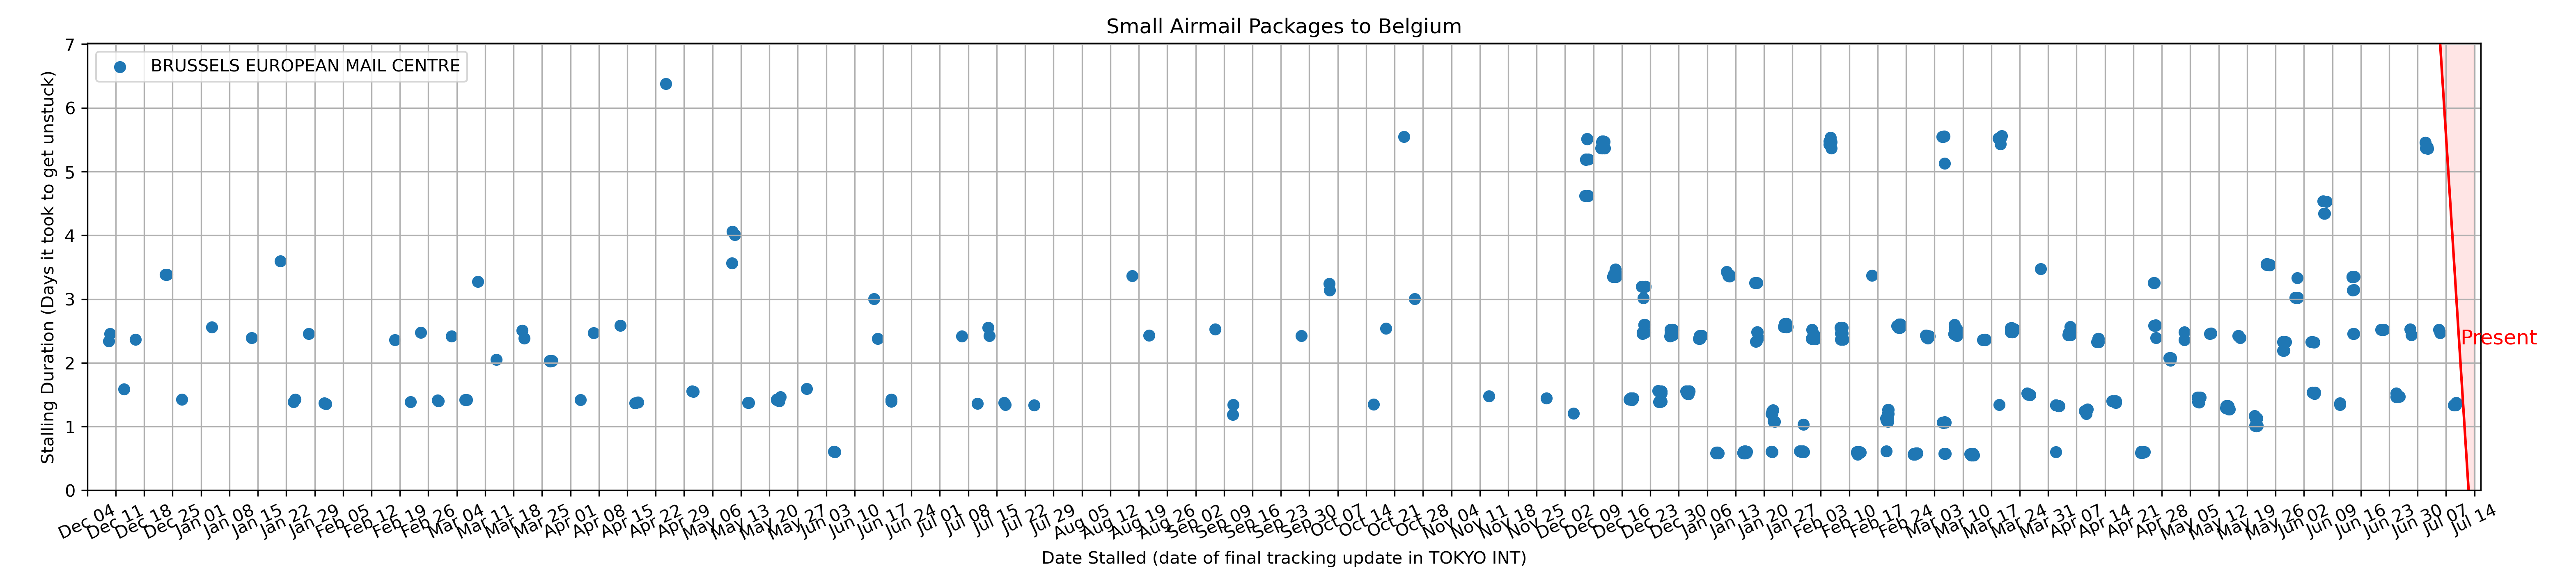 Small Airmail Packages to Belgium
BRUSSELS EUROPEAN MAIL CENTRE
Stalling Duration (Days it took to get unstuck)
7
6
5
4
3
2
1
0
Present
Dec 04
Dec 11
Dec 18
Dec 25
Jan 01
Jan 08
Jan 15
Jan 22
Jan 29
Feb 05
Feb 12
Feb 19
Feb 26
Mar 04
Mar 11
Mar 18
Mar 25
Apr 01
Apr 08
Apr 15
Apr 22
Apr 29
May 06
May 13
May 20
May 27
Jun 03
Jun 10
Jun 17
Jun 24
Jul 01
Jul 08
Jul 15
Jul 22
Jul 29
Aug 05
Aug 12
Aug 19
Aug 26
Sep 02
Sep 09
Sep 16
Sep 23
Sep 30
Oct 07
Oct 14
Oct 21
Oct 28
Nov 04
Nov 11
Nov 18
Nov 25
Dec 02
Dec 09
Dec 16
Dec 23
Dec 30
Jan 06
Jan 13
Jan 20
Jan 27
Feb 03
Feb 10
Feb 17
Feb 24
Mar 03
Mar 10
Mar 17
Mar 24
Mar 31
Apr 07
Apr 14
Apr 21
Apr 28
May 05
May 12
May 19
May 26
Jun 02
Jun 09
Jun 16
Jun 23
Jun 30
Jul 07
Jul 14
Date Stalled (date of final tracking update in TOKYO INT)